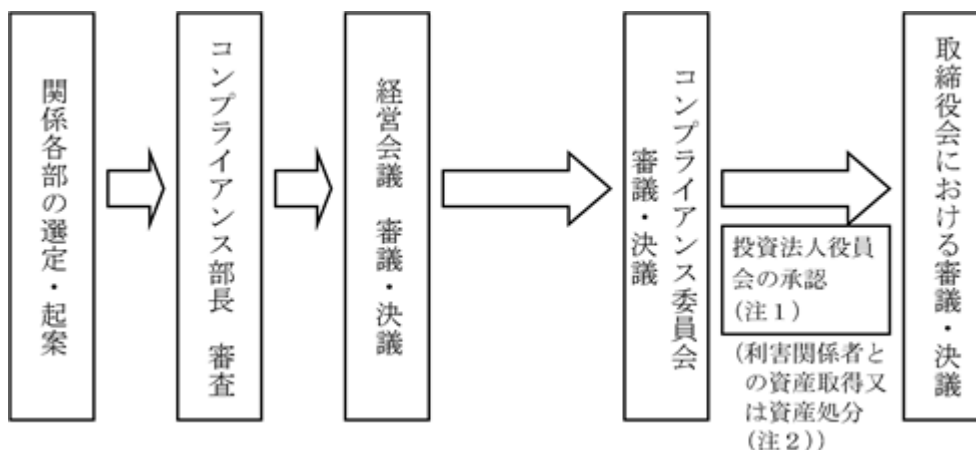 関係各部の選定・起案
コンプライアンス部長　審査
経営会議　審議・決議
コンプライアンス委員会
審議・決議
投資法人役員
会の承認
（注１）
（利害関係者と
の資産取得又
は資産処分
（注２））
取締役会における審議・決議